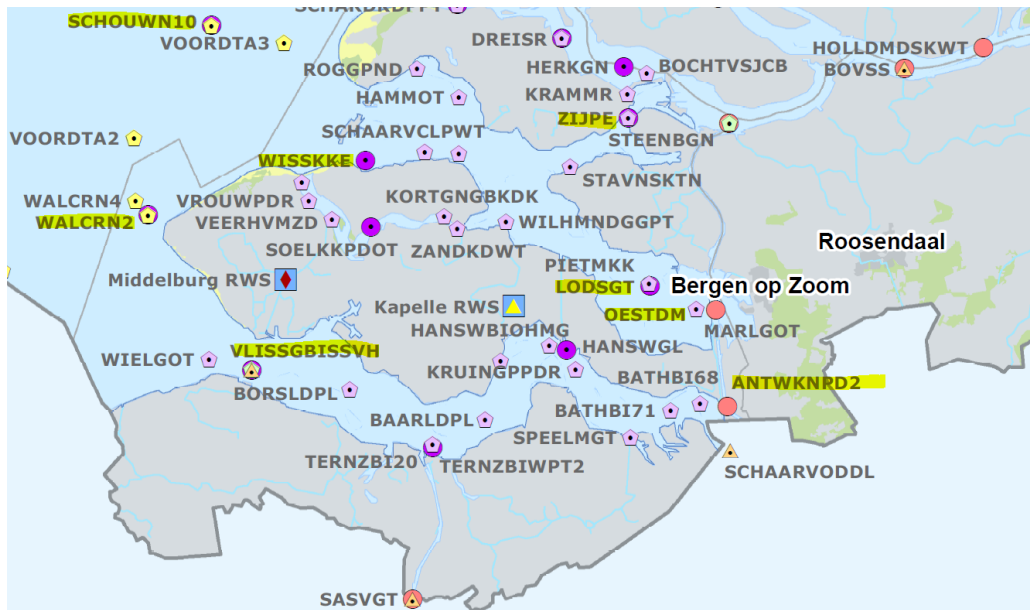 SCHOUWN10
VOORDTA3
DREISR
HOLLDMDSKWT
BOVSS
ROGGPND
HERKGN
BOCHTVSJCB
HAMMOT
KRAMMR
ZIJPE
STEENBGN
VOORDTA2
SCHAARVCLPWT
WISSKKE
STAVNSKTN
WALCRN4
WALCRN2
VROUWPDR
VEERHVMZD
KORTGNGBKDK
WILHMNDGGPT
SOELKKPDOT
ZANDKDWT
Roosendaal
Middelburg RWS
PIETMKK
LODSGT
Bergen op Zoom
Kapelle RWS
OESTDM
MARLGOT
HANSWBIOHMG
HANSWGL
WIELGOT
VLISSGBISSVH
KRUINGPPDR
BATHBI68
ANTWKNPD2
BORSLDPL
BAARLDPL
BATHBI71
SPEELMGT
TERNZBI20
TERNZBIWPT2
SCHAARVODDL
SASVGT